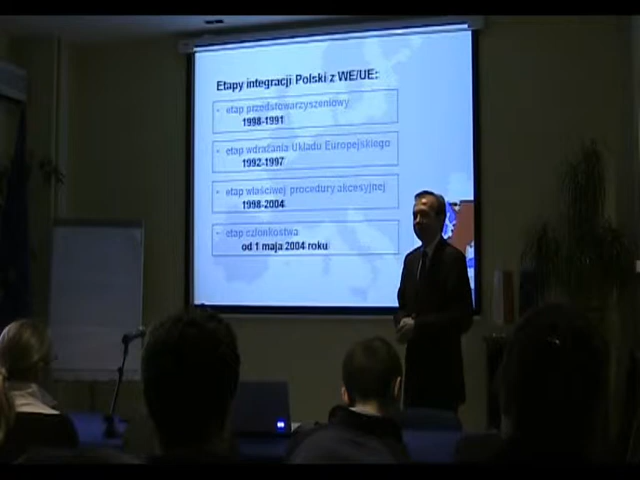 Etapy integracji Polski z WE/UE:
• etap przedstowarzyszeniowy
1998-1991
• etap wdrażania Układu Europejskiego
1992-1997
• etap właściwej procedury akcesyjnej
1998-2004
• etap członkostwa
od 1 maja 2004 roku